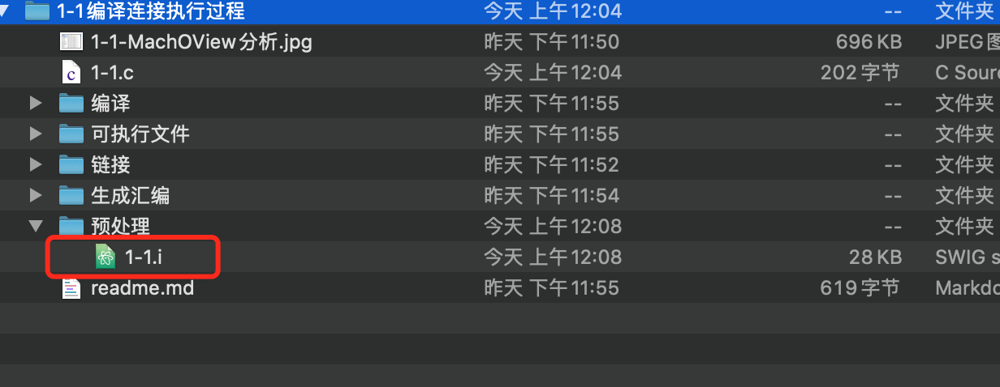 1-1编译连接执行过程 今天 上午12:04 -- 文件夹
1-1-MachOView分析.jpg 昨天 下午11:50 696 KB JPEG图
1-1.c 今天 上午12:04 202 字节 C Sour
编译 昨天 下午11:55 -- 文件夹
可执行文件 昨天 下午11:55 -- 文件夹
链接 昨天 下午11:52 -- 文件夹
生成汇编 昨天 下午11:54 -- 文件夹
预处理 今天 上午12:08 -- 文件夹
1-1.i 今天 上午12:08 28 KB SWIG s
readme.md 昨天 下午11:55 619 字节 Markdo